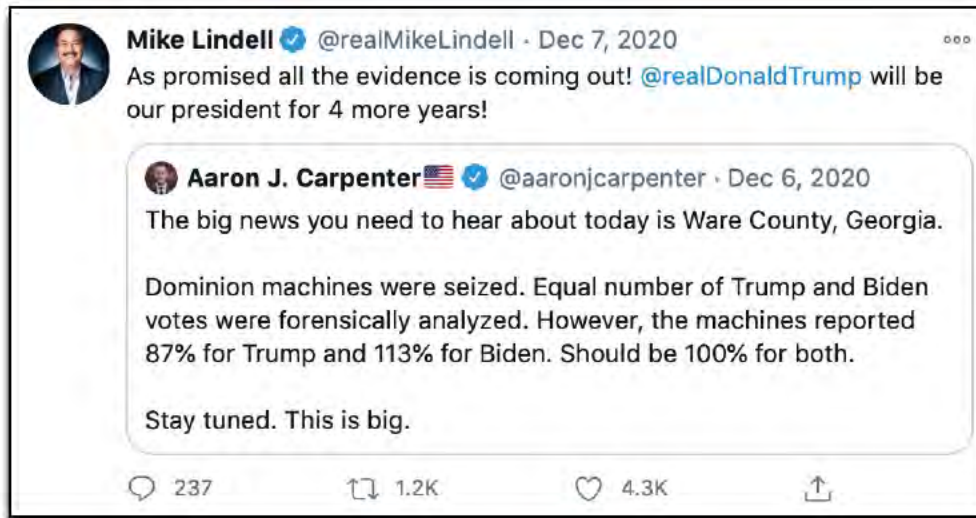 Mike Lindell @realMikeLindell · Dec 7, 2020
As promised all the evidence is coming out! @realDonaldTrump will be
our president for 4 more years!
Aaron J. Carpenter🇺🇸 @aaronjcarpenter · Dec 6, 2020
The big news you need to hear about today is Ware County, Georgia.
Dominion machines were seized. Equal number of Trump and Biden
votes were forensically analyzed. However, the machines reported
87% for Trump and 113% for Biden. Should be 100% for both.
Stay tuned. This is big.
237 1.2K 4.3K